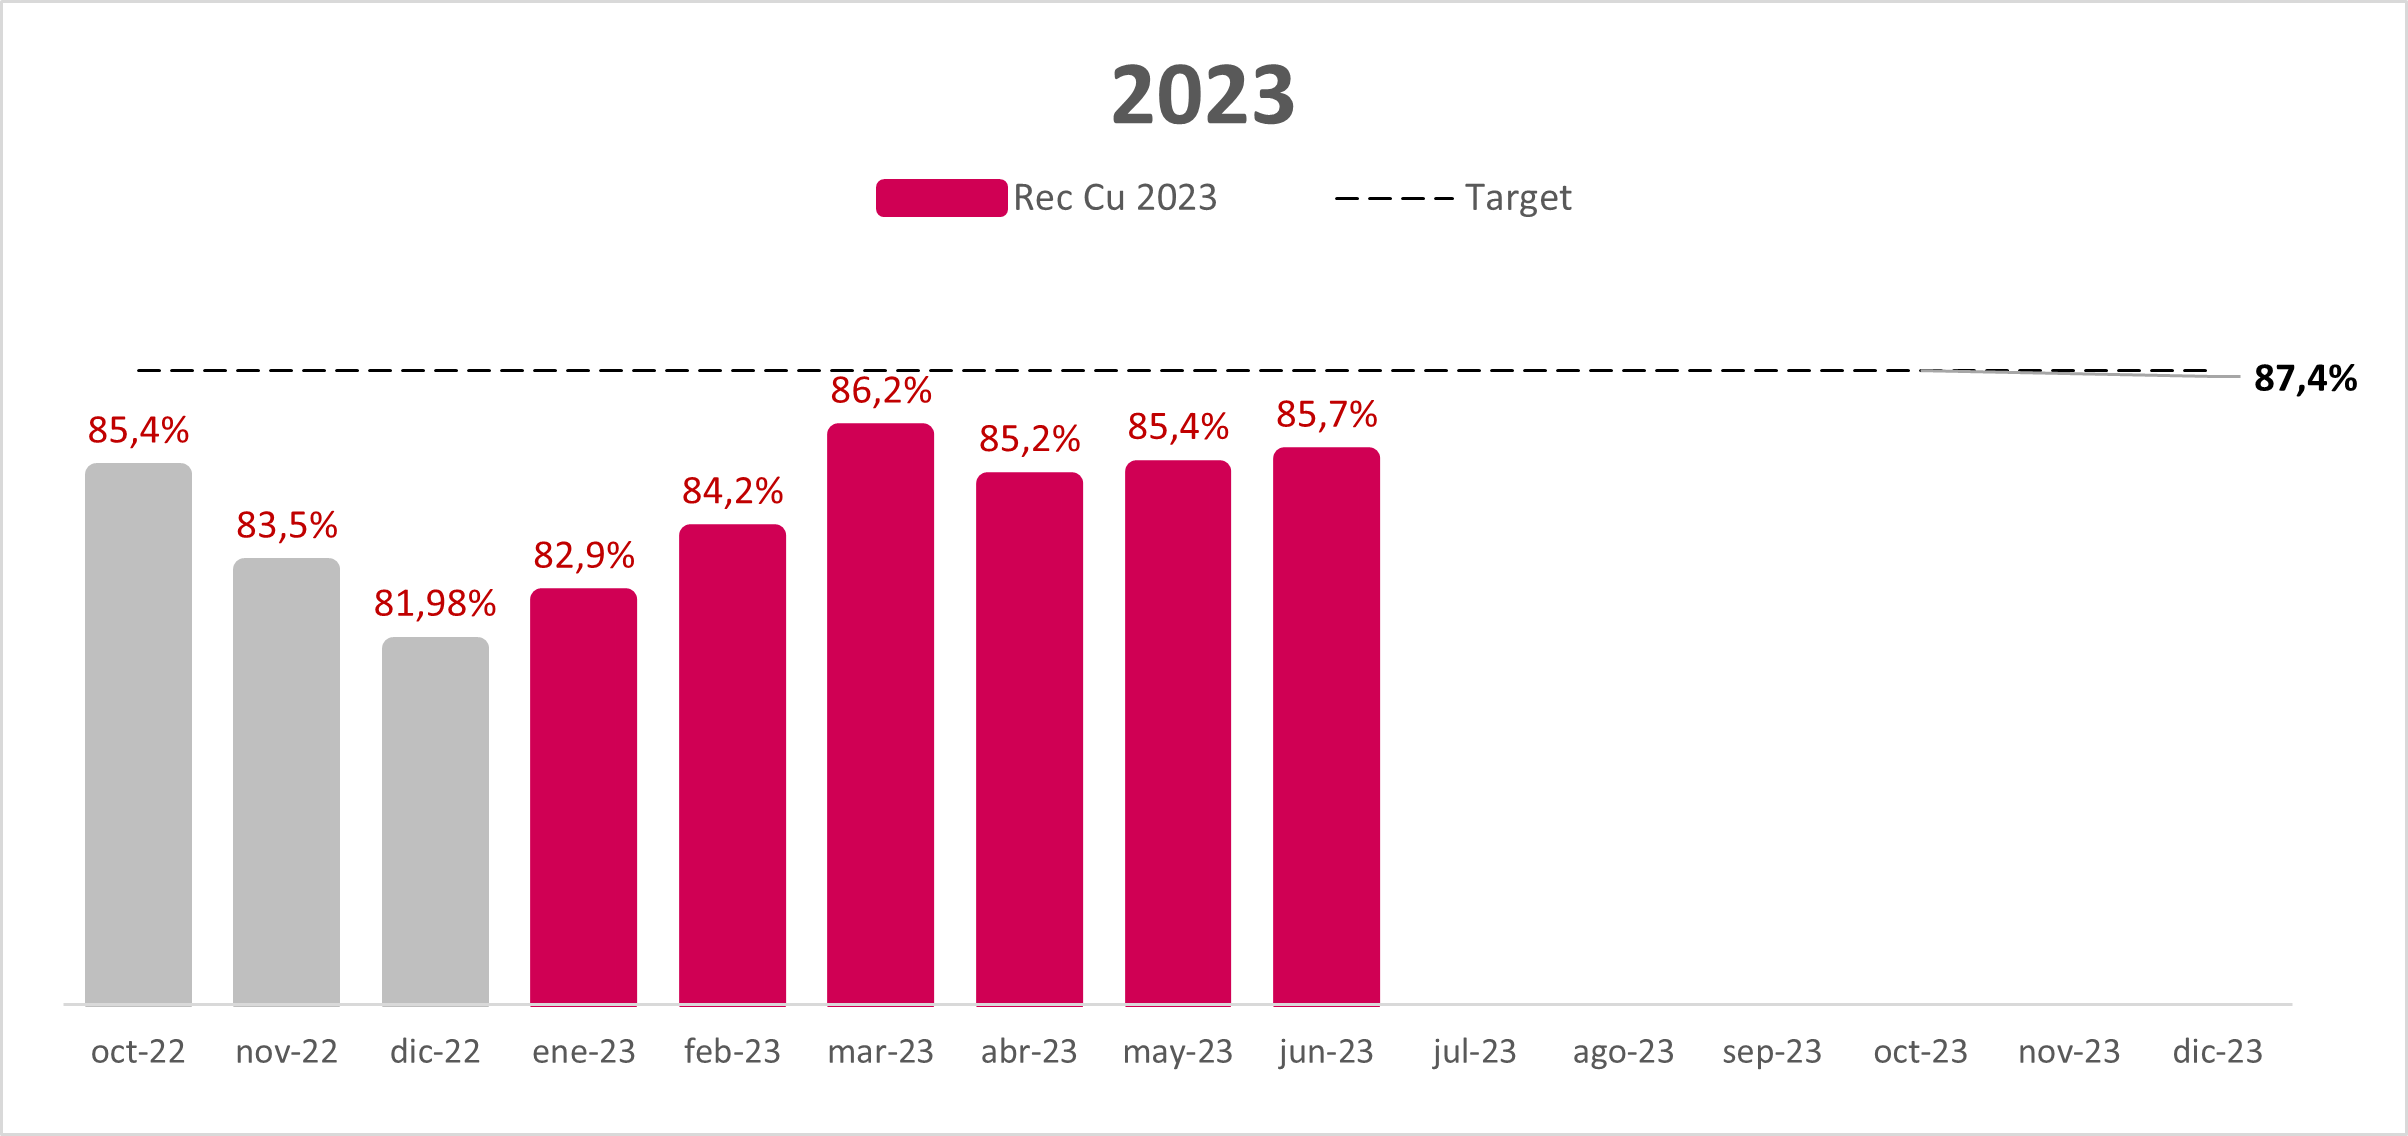 2023
Rec Cu 2023 Target
87,4%
86,2%
85,4% 83,5% 81,98% 82,9% 84,2% 85,2% 85,4% 85,7%
oct-22 nov-22 dic-22 ene-23 feb-23 mar-23 abr-23 may-23 jun-23 jul-23 ago-23 sep-23 oct-23 nov-23 dic-23